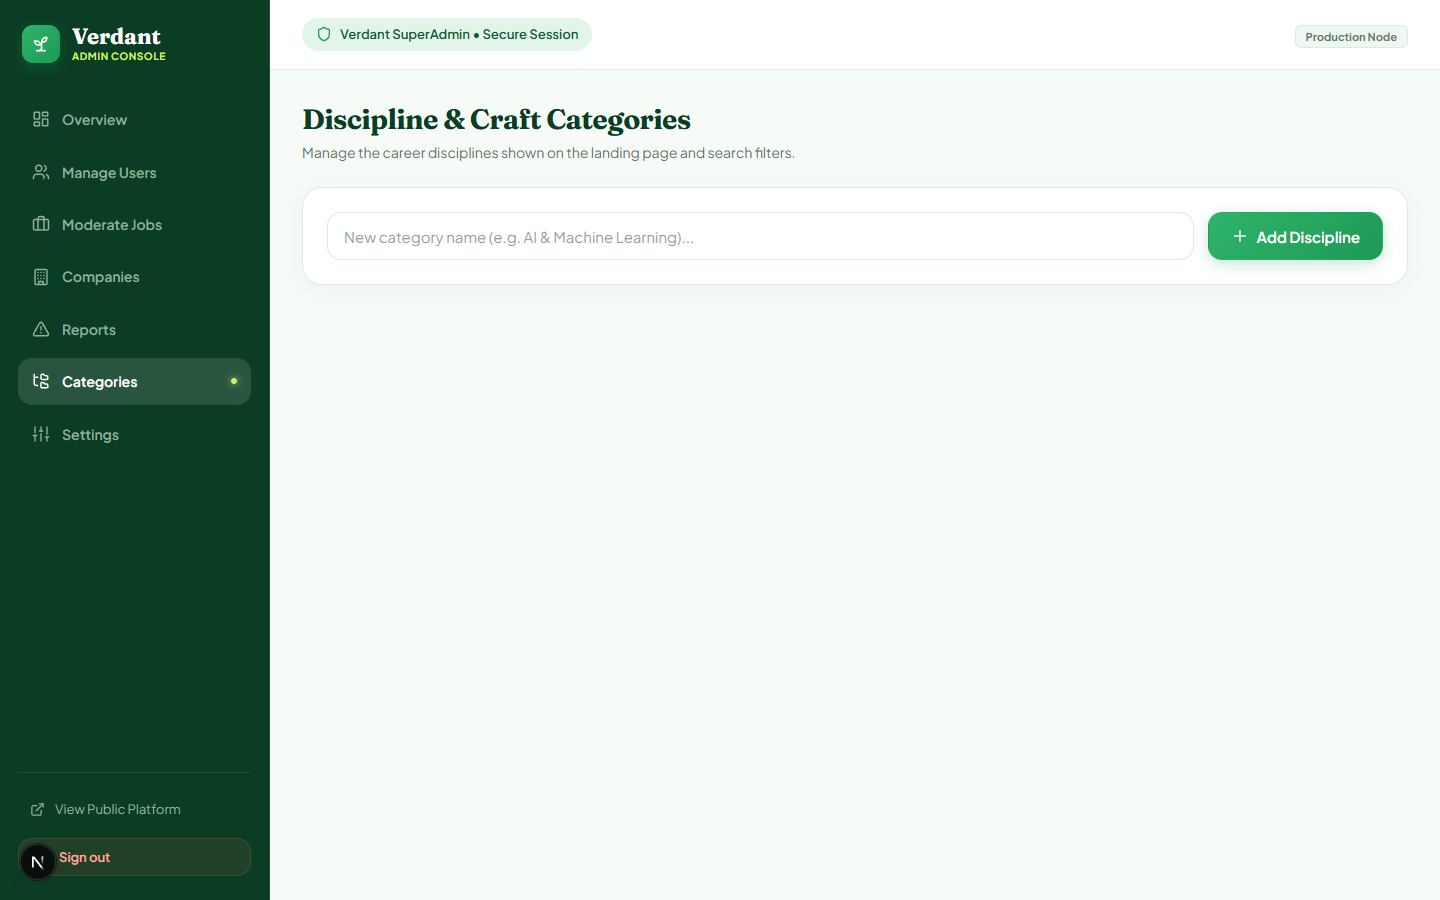 Verdant
ADMIN CONSOLE
Overview
Manage Users
Moderate Jobs
Companies
Reports
Categories
Settings
View Public Platform
N
Sign out
Verdant SuperAdmin • Secure Session
Production Node
Discipline & Craft Categories
Manage the career disciplines shown on the landing page and search filters.
New category name (e.g. AI & Machine Learning)...
+ Add Discipline